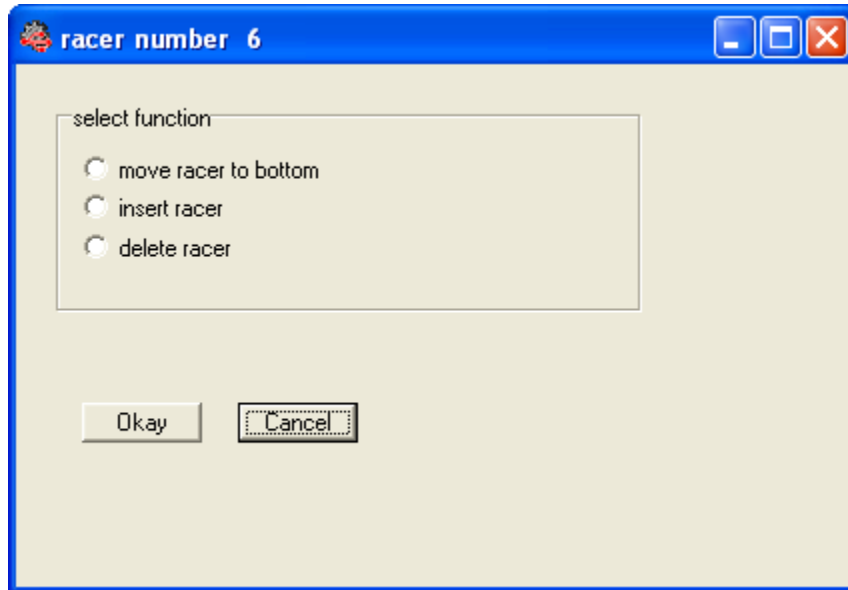 racer number 6
select function
move racer to bottom
insert racer
delete racer
Okay Cancel